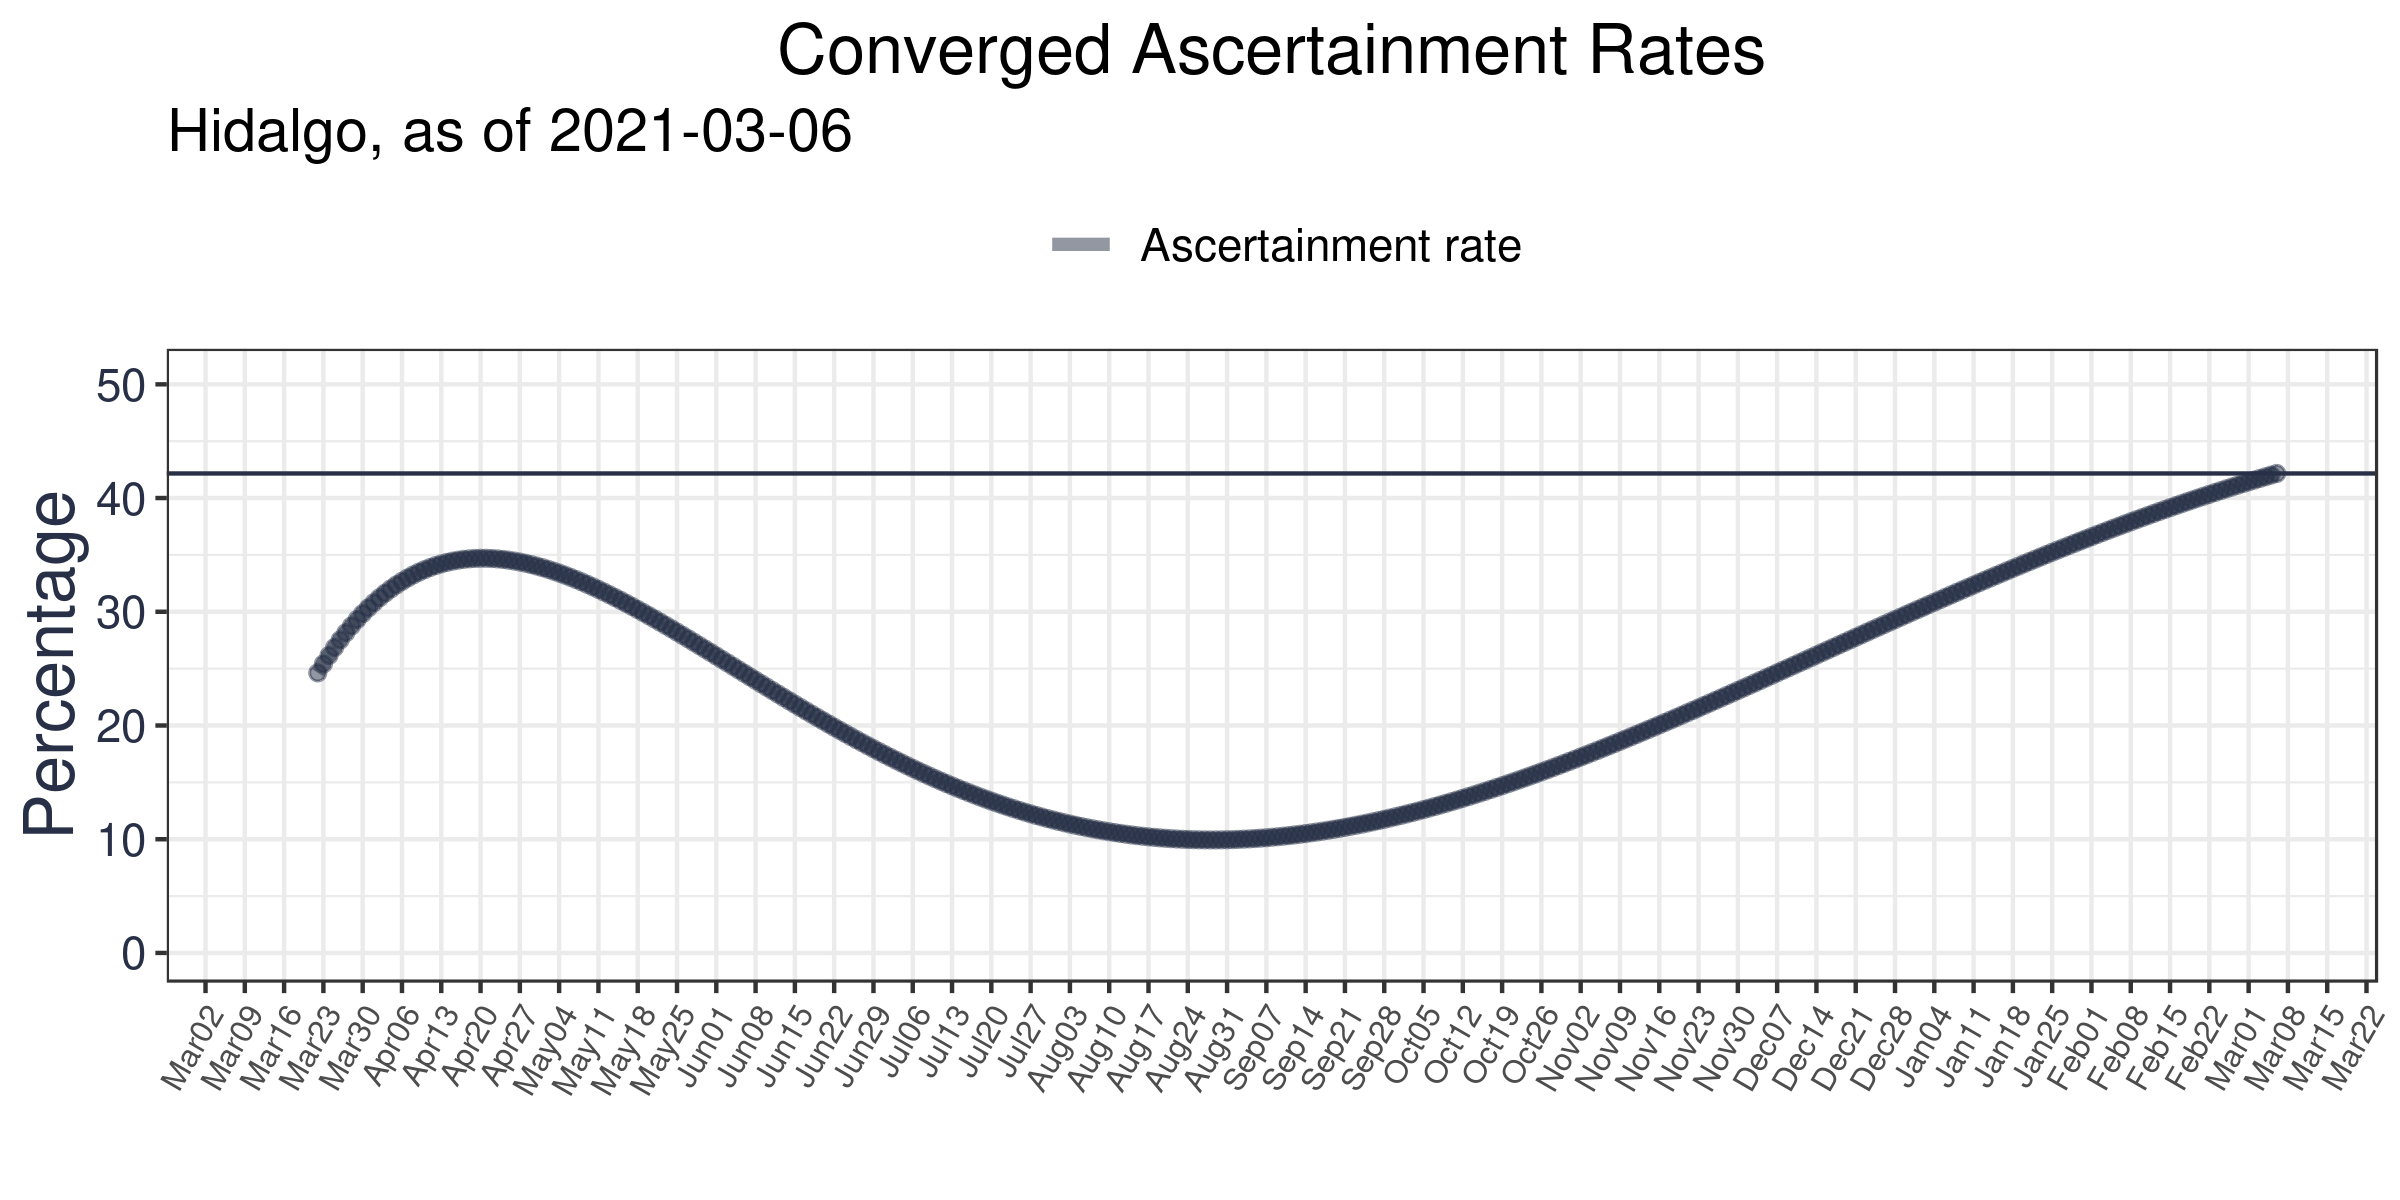 Converged Ascertainment Rates
Hidalgo, as of 2021-03-06
Ascertainment rate
Percentage
50
40
30
20
10
0
Mar02 Mar09 Mar16 Mar23 Mar30 Apr06 Apr13 Apr20 Apr27 May04 May11 May18 May25 Jun01 Jun08 Jun15 Jun22 Jun29 Jul06 Jul13 Jul20 Jul27 Aug03 Aug10 Aug17 Aug24 Aug31 Sep07 Sep14 Sep21 Sep28 Oct05 Oct12 Oct19 Oct26 Nov02 Nov09 Nov16 Nov23 Nov30 Dec07 Dec14 Dec21 Dec28 Jan04 Jan11 Jan18 Jan25 Feb01 Feb08 Feb15 Feb22 Mar01 Mar08 Mar15 Mar22